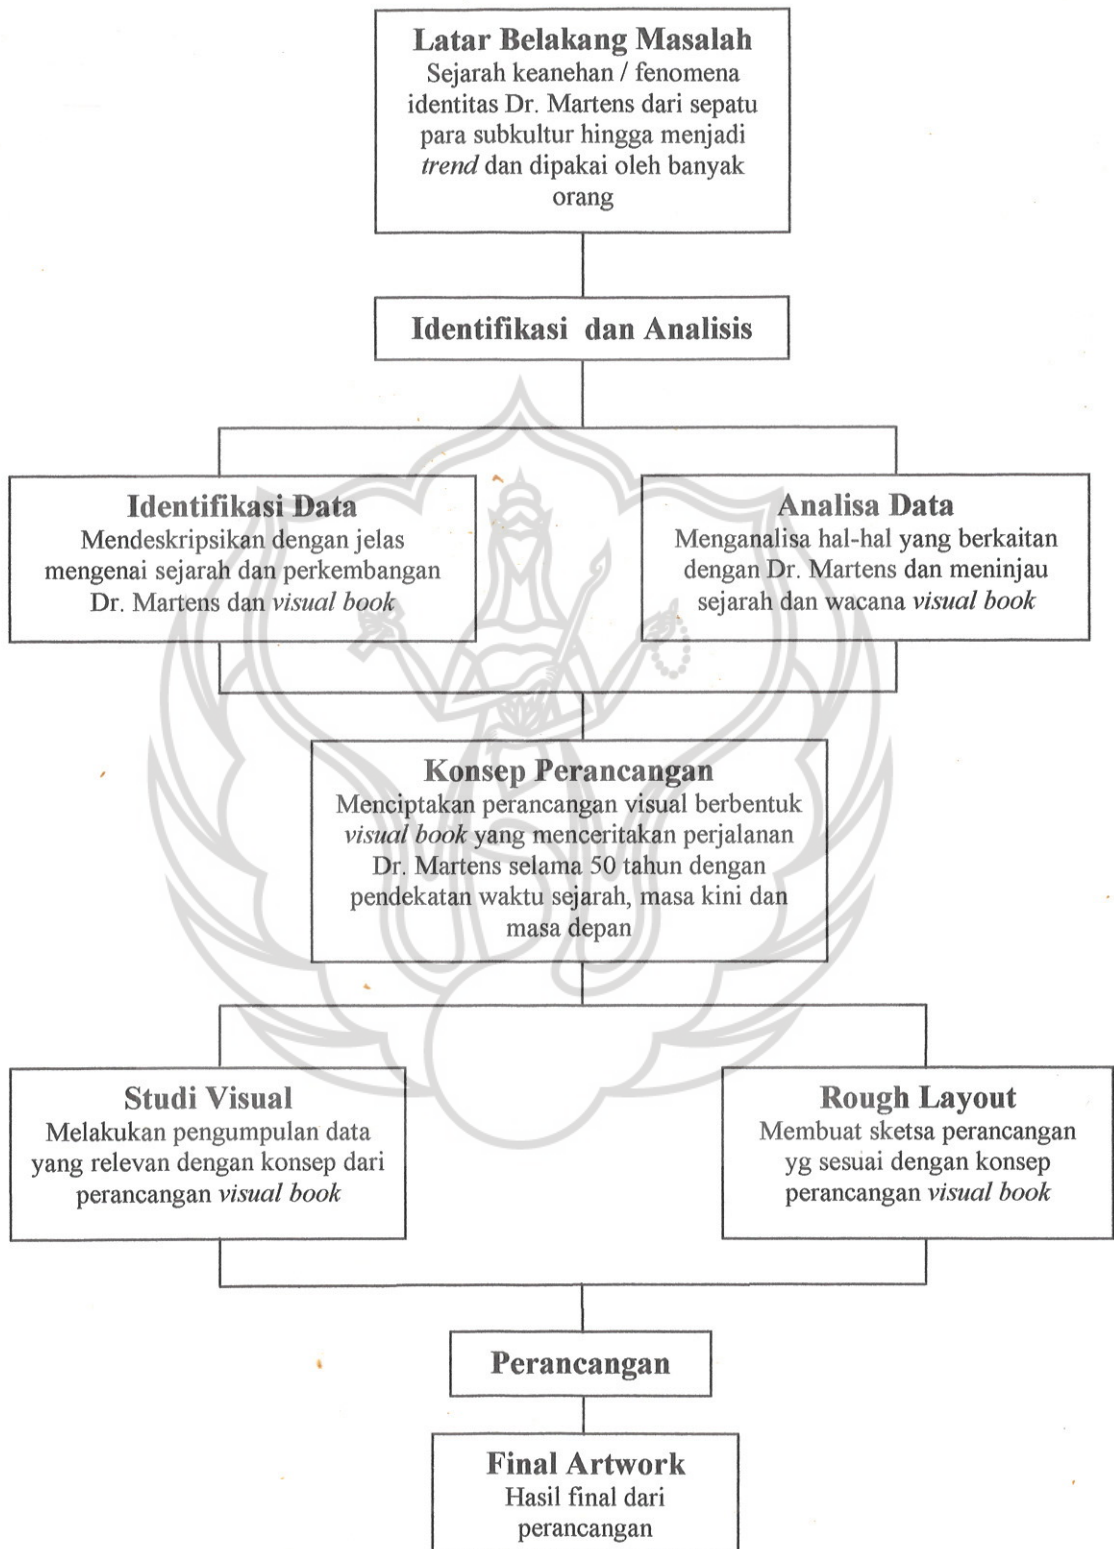 Latar Belakang Masalah
Sejarah keanehan / fenomena
identitas Dr. Martens dari sepatu
para subkultur hingga menjadi
trend dan dipakai oleh banyak
orang
Identifikasi dan Analisis
Identifikasi Data
Mendeskripsikan dengan jelas
mengenai sejarah dan perkembangan
Dr. Martens dan visual book
Analisa Data
Menganalisa hal-hal yang berkaitan
dengan Dr. Martens dan meninjau
sejarah dan wacana visual book
Konsep Perancangan
Menciptakan perancangan visual berbentuk
visual book yang menceritakan perjalanan
Dr. Martens selama 50 tahun dengan
pendekatan waktu sejarah, masa kini dan
masa depan
Studi Visual
Melakukan pengumpulan data
yang relevan dengan konsep dari
perancangan visual book
Rough Layout
Membuat sketsa perancangan
yg sesuai dengan konsep
perancangan visual book
Perancangan
Final Artwork
Hasil final dari
perancangan